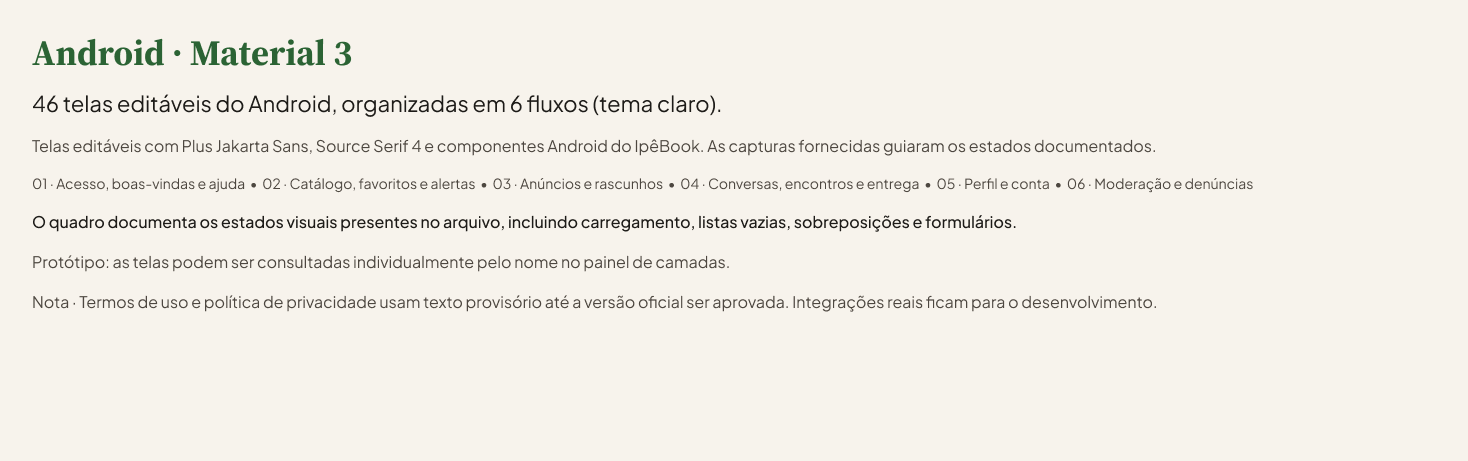 Android · Material 3
46 telas editáveis do Android, organizadas em 6 fluxos (tema claro).
Telas editáveis com Plus Jakarta Sans, Source Serif 4 e componentes Android do IpêBook. As capturas fornecidas guiaram os estados documentados.
01 · Acesso, boas-vindas e ajuda • 02 · Catálogo, favoritos e alertas • 03 · Anúncios e rascunhos • 04 · Conversas, encontros e entrega • 05 · Perfil e conta • 06 · Moderação e denúncias
O quadro documenta os estados visuais presentes no arquivo, incluindo carregamento, listas vazias, sobreposições e formulários.
Protótipo: as telas podem ser consultadas individualmente pelo nome no painel de camadas.
Nota · Termos de uso e política de privacidade usam texto provisório até a versão oficial ser aprovada. Integrações reais ficam para o desenvolvimento.